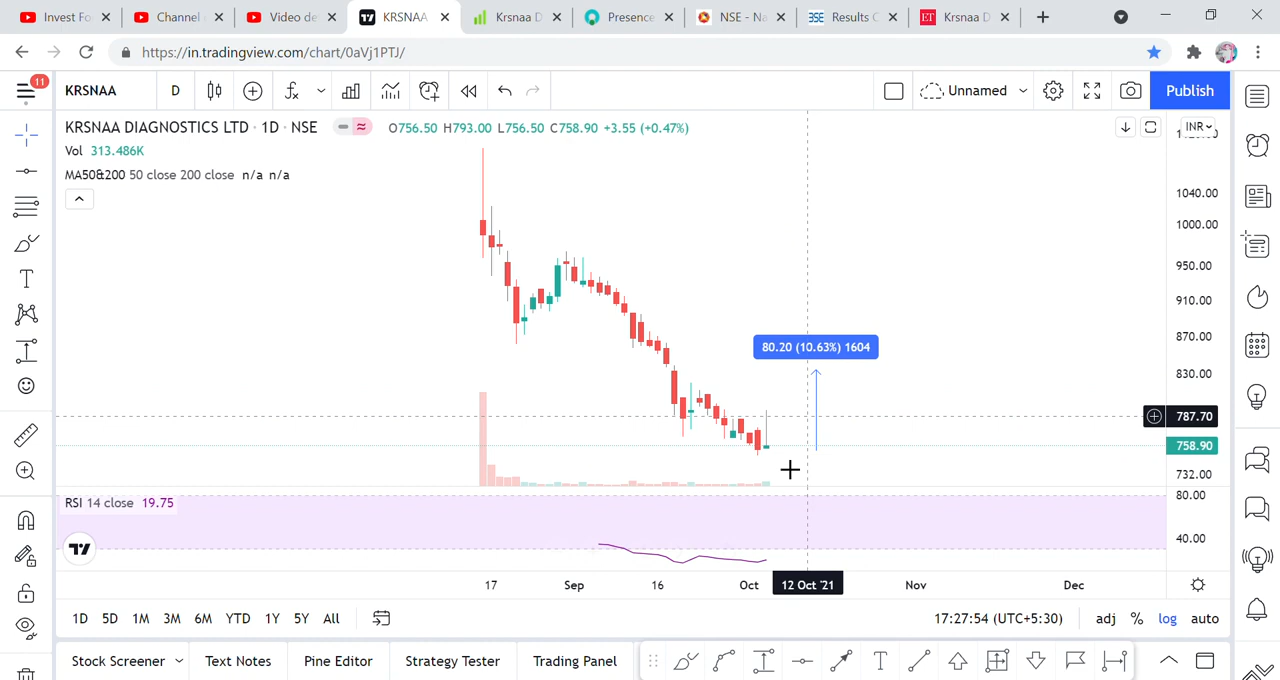 Invest Fo
Channel
Video de
KRSNAA
Krsnaa D
Presence
NSE - Na
BSE Results C
ET Krsnaa D
https://in.tradingview.com/chart/0aVj1PTJ/
11
KRSNAA D Unnamed Publish
KRSNAA DIAGNOSTICS LTD · 1D · NSE O756.50 H793.00 L756.50 C758.90 +3.55 (+0.47%) INR
Vol 313.486K
MA50&200 50 close 200 close n/a n/a
1040.00
1000.00
950.00
910.00
870.00
80.20 (10.63%) 1604
830.00
787.70
758.90
732.00
RSI 14 close 19.75
80.00
40.00
17 Sep 16 Oct 12 Oct '21 Nov Dec
1D 5D 1M 3M 6M YTD 1Y 5Y All 17:27:54 (UTC+5:30) adj % log auto
Stock Screener Text Notes Pine Editor Strategy Tester Trading Panel